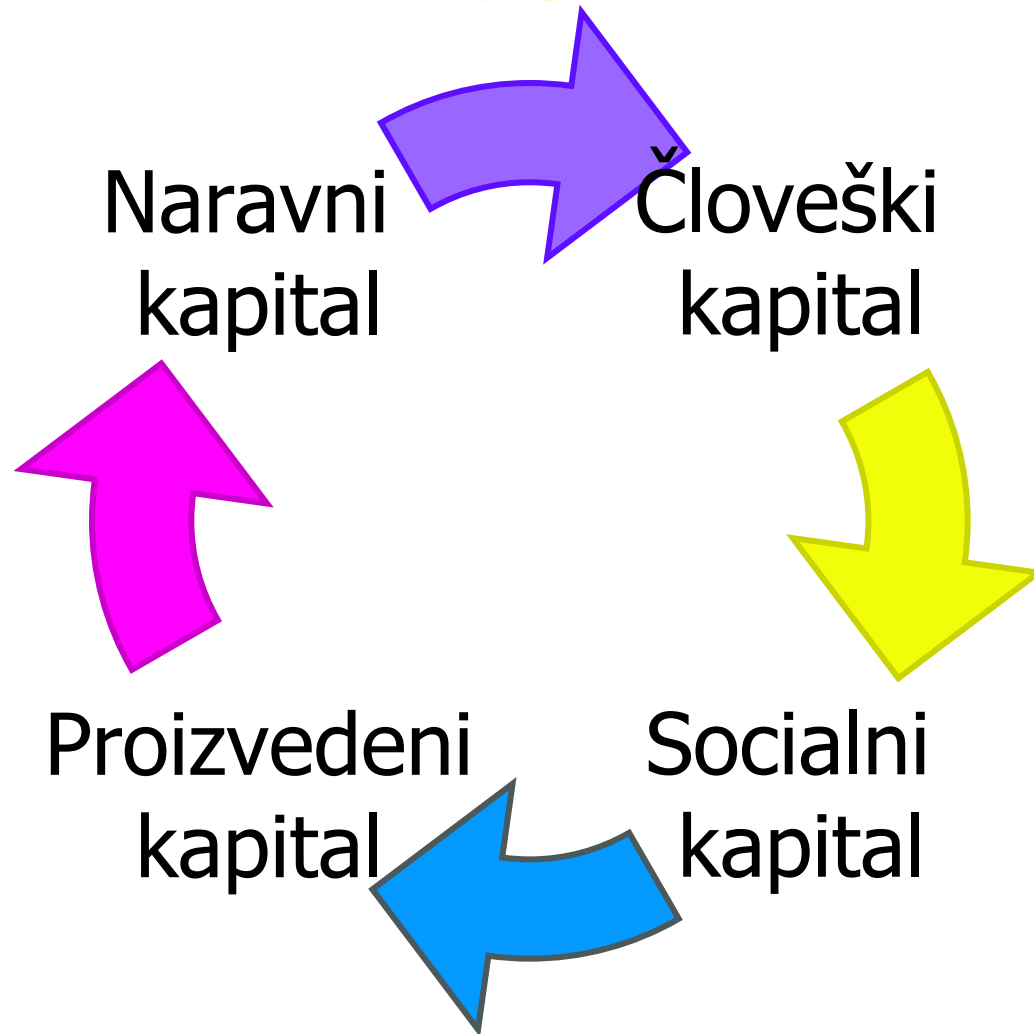 Naravni
kapital
Človeški
kapital
Proizvedeni
kapital
Socialni
kapital